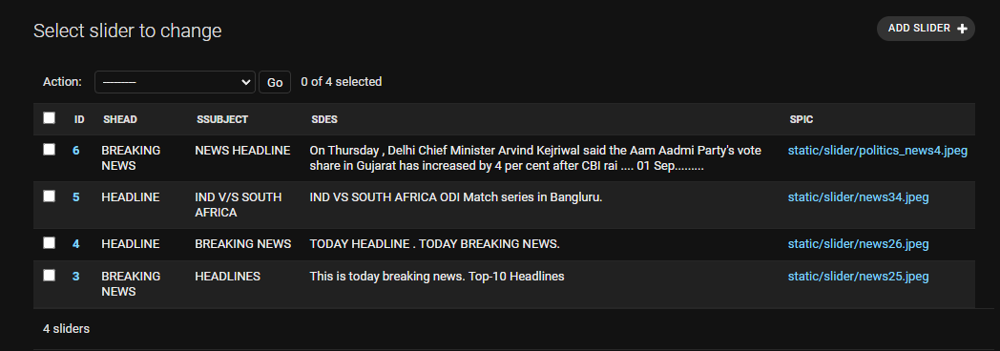 Select slider to change
ADD SLIDER +
Action: --------- Go 0 of 4 selected
ID SHEAD SSUBJECT SDES SPIC
6 BREAKING NEWS HEADLINE On Thursday , Delhi Chief Minister Arvind Kejriwal said the Aam Aadmi Party's vote static/slider/politics_news4.jpeg
NEWS share in Gujarat has increased by 4 per cent after CBI rai .... 01 Sep.........
5 HEADLINE IND V/S SOUTH IND VS SOUTH AFRICA ODI Match series in Bangluru. static/slider/news34.jpeg
AFRICA
4 HEADLINE BREAKING NEWS TODAY HEADLINE . TODAY BREAKING NEWS. static/slider/news26.jpeg
3 BREAKING HEADLINES This is today breaking news. Top-10 Headlines static/slider/news25.jpeg
NEWS
4 sliders